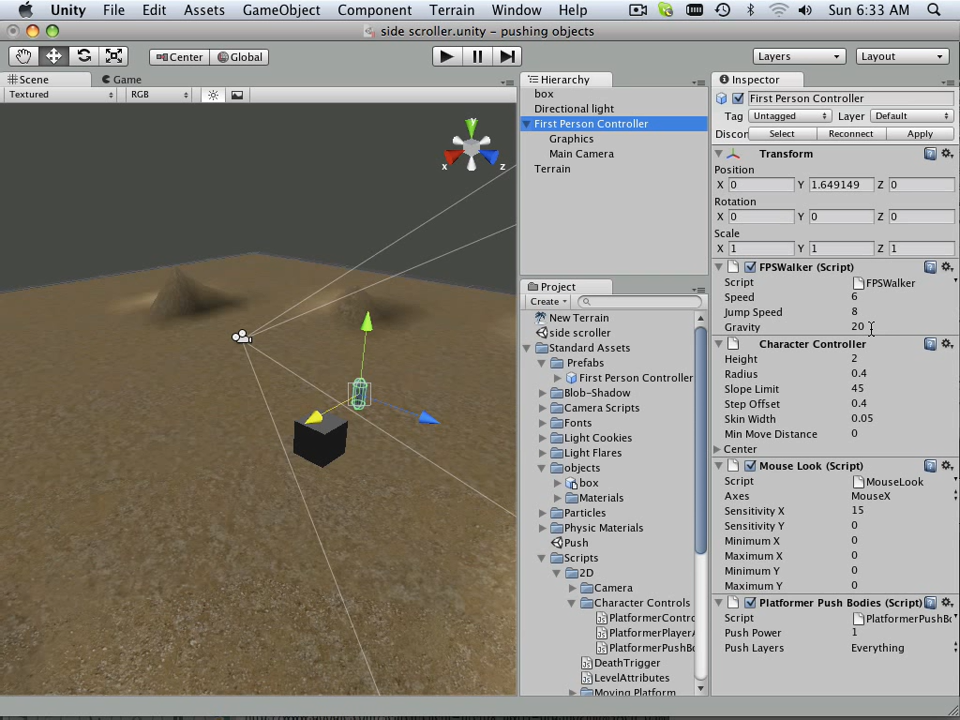 Unity File Edit Assets GameObject Component Terrain Window Help Sun 6:33 AM
side scroller.unity - pushing objects
Center Global Layers Layout
Scene Game
Textured RGB
Hierarchy
box
Directional light
First Person Controller
Graphics
Main Camera
Terrain
Project
Create
New Terrain
side scroller
Standard Assets
Prefabs
First Person Controller
Blob-Shadow
Camera Scripts
Fonts
Light Cookies
Light Flares
objects
box
Materials
Particles
Physic Materials
Push
Scripts
2D
Camera
Character Controls
PlatformerContro
PlatformerPlayerA
PlatformerPushBo
DeathTrigger
LevelAttributes
Moving Platform
Inspector
First Person Controller
Tag Untagged Layer Default
Discon Select Reconnect Apply
Transform
Position
X 0 Y 1.649149 Z 0
Rotation
X 0 Y 0 Z 0
Scale
X 1 Y 1 Z 1
FPSWalker (Script)
Script FPSWalker
Speed 6
Jump Speed 8
Gravity 20
Character Controller
Height 2
Radius 0.4
Slope Limit 45
Step Offset 0.4
Skin Width 0.05
Min Move Distance 0
Center
Mouse Look (Script)
Script MouseLook
Axes MouseX
Sensitivity X 15
Sensitivity Y 0
Minimum X 0
Maximum X 0
Minimum Y 0
Maximum Y 0
Platformer Push Bodies (Script)
Script PlatformerPushBo
Push Power 1
Push Layers Everything
y
x
z